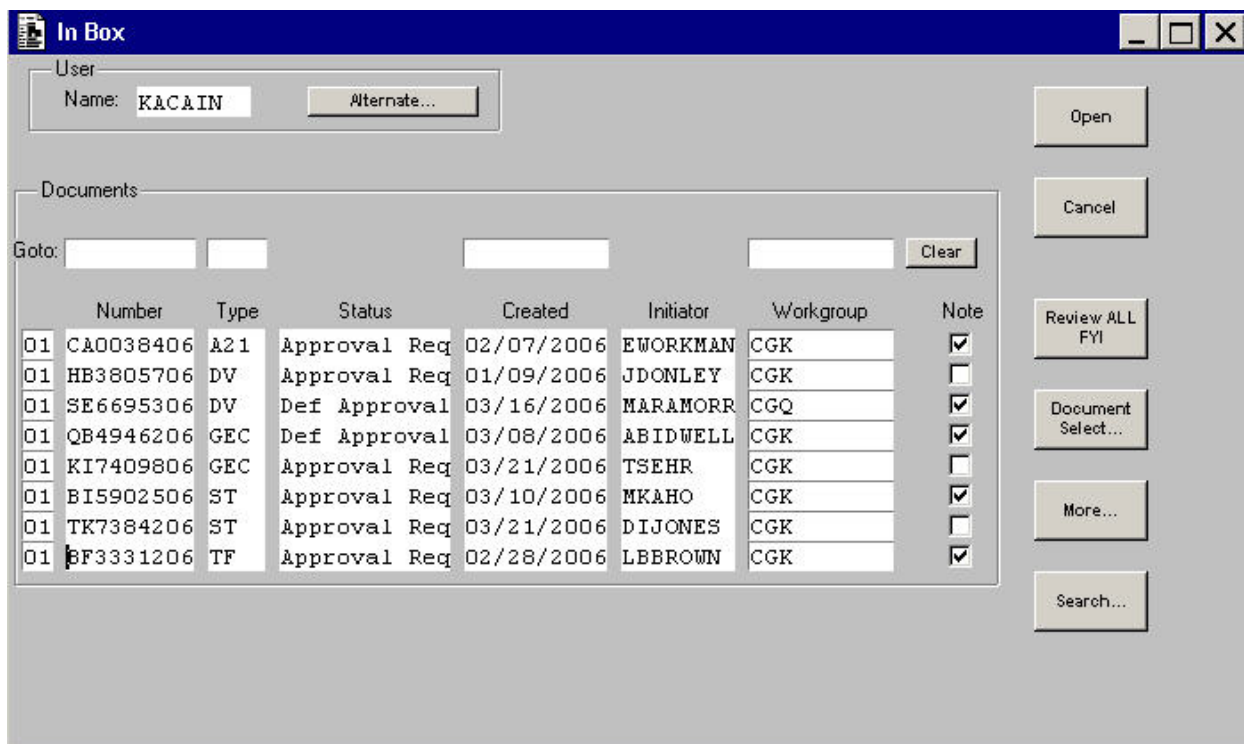 In Box
User
Name: KACAIN Alternate...
Open
Documents
Cancel
Goto: Clear
Number Type Status Created Initiator Workgroup Note
Review ALL
FYI
01 CA0038406 A21 Approval Req 02/07/2006 EWORKMAN CGK
01 HB3805706 DV Approval Req 01/09/2006 JDONLEY CGK
01 SE6695306 DV Def Approval 03/16/2006 MARAMORR CGQ
Document
Select...
01 QB4946206 GEC Def Approval 03/08/2006 ABIDWELL CGK
01 KI7409806 GEC Approval Req 03/21/2006 TSEHR CGK
01 BI5902506 ST Approval Req 03/10/2006 MKAHO CGK
More...
01 TK7384206 ST Approval Req 03/21/2006 DIJONES CGK
01 BF3331206 TF Approval Req 02/28/2006 LBBROWN CGK
Search...